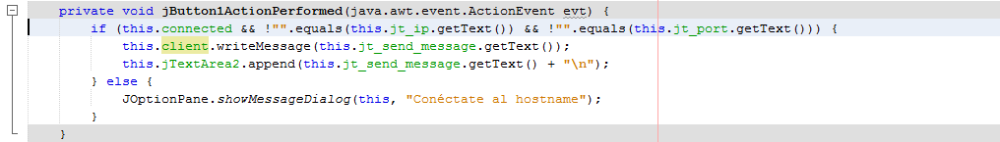 private void jButton1ActionPerformed(java.awt.event.ActionEvent evt) {
if (this.connected && !"".equals(this.jt_ip.getText()) && !"".equals(this.jt_port.getText())) {
this.client.writeMessage(this.jt_send_message.getText());
this.jTextArea2.append(this.jt_send_message.getText() + "\n");
} else {
JOptionPane.showMessageDialog(this, "Conéctate al hostname");
}
}